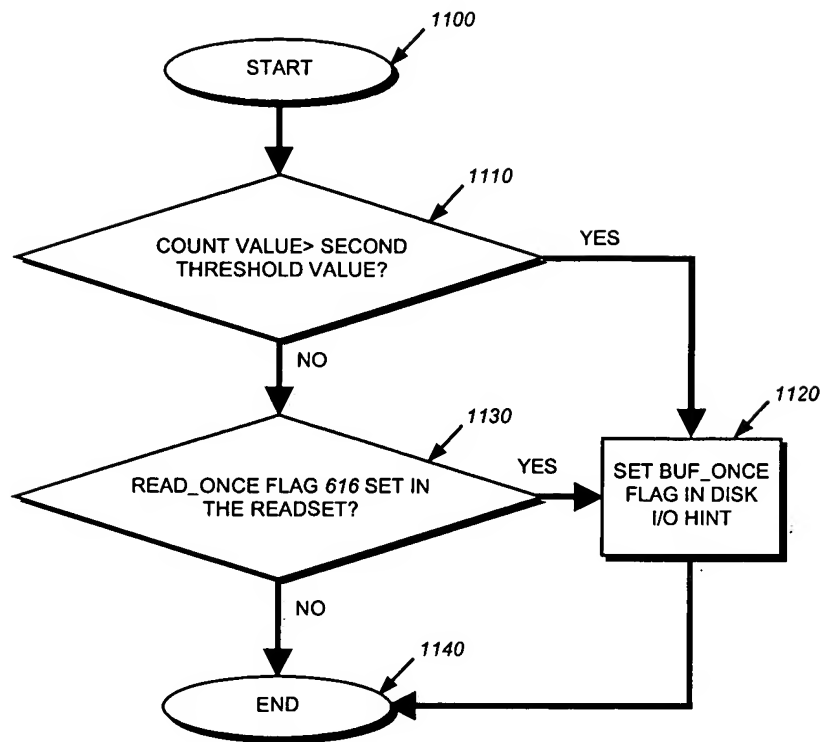 1100
START
1110
COUNT VALUE> SECOND
THRESHOLD VALUE?
YES
NO
1120
1130
SET BUF_ONCE
FLAG IN DISK
I/O HINT
YES
READ_ONCE FLAG 616 SET IN
THE READSET?
NO
1140
END